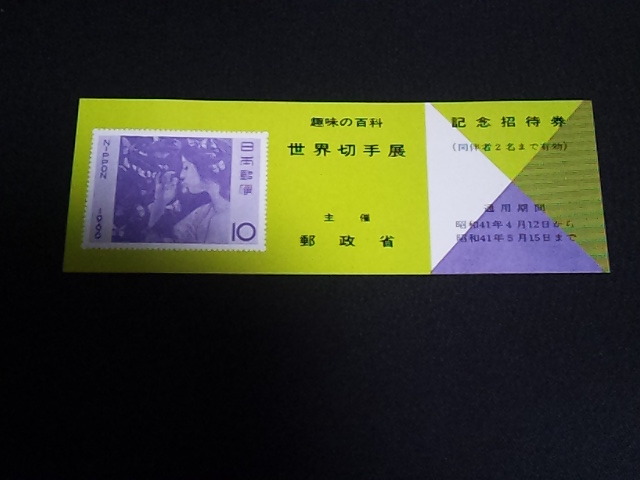 NIPPON
1966
日本郵便
10
趣味の百科
世界切手展
主催
郵政省
記念招待券
(同伴者2名まで有効)
通用期間
昭和41年4月12日から
昭和41年5月15日まで